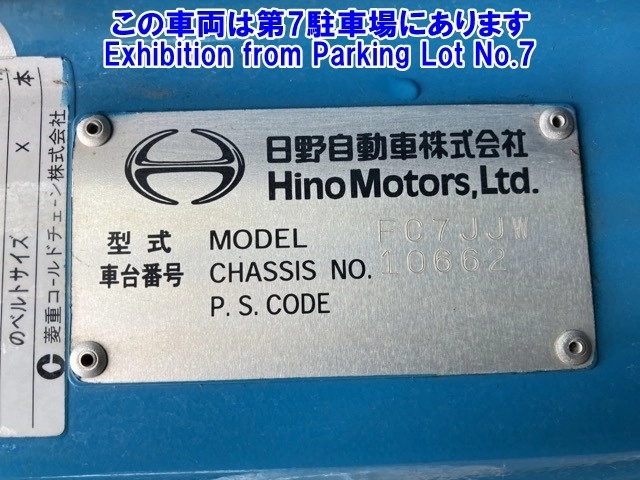 この車両は第7駐車場にあります
Exhibition from Parking Lot No.7
日野自動車株式会社
Hino Motors, Ltd.
型式 MODEL FC7JJW
車台番号 CHASSIS NO. 10662
P. S. CODE
のベルトサイズ x 本
菱重コールドチェーン株式会社